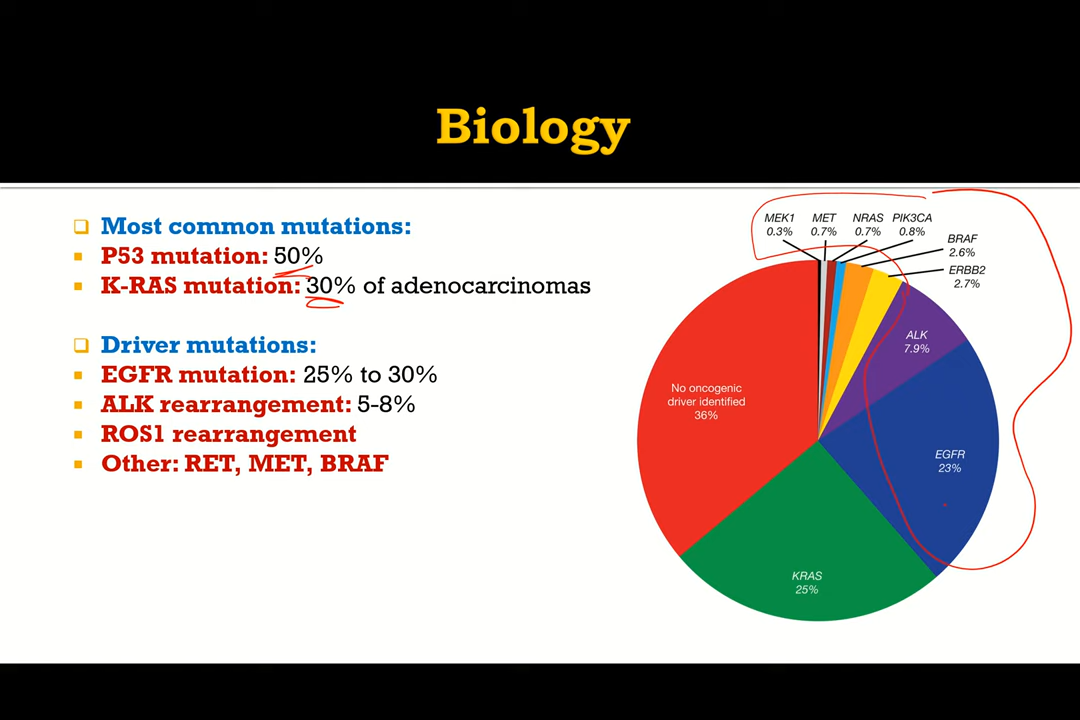 Biology
❑ Most common mutations:
▪ P53 mutation: 50%
▪ K-RAS mutation: 30% of adenocarcinomas
❑ Driver mutations:
▪ EGFR mutation: 25% to 30%
▪ ALK rearrangement: 5-8%
▪ ROS1 rearrangement
▪ Other: RET, MET, BRAF
MEK1
0.3%
MET
0.7%
NRAS
0.7%
PIK3CA
0.8%
BRAF
2.6%
ERBB2
2.7%
ALK
7.9%
EGFR
23%
KRAS
25%
No oncogenic
driver identified
36%